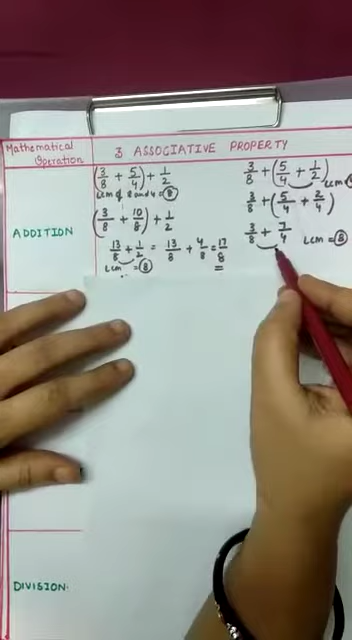 Mathematical Operation
3 ASSOCIATIVE PROPERTY
ADDITION
(3/8 + 5/4) + 1/2
LCM of 8 and 4 = 8
(3/8 + 10/8) + 1/2
13/8 + 1/2 = 13/8 + 4/8 = 17/8
LCM = 8
3/8 + (5/4 + 1/2)
LCM
3/8 + (5/4 + 2/4)
3/8 + 7/4 LCM = 8
DIVISION